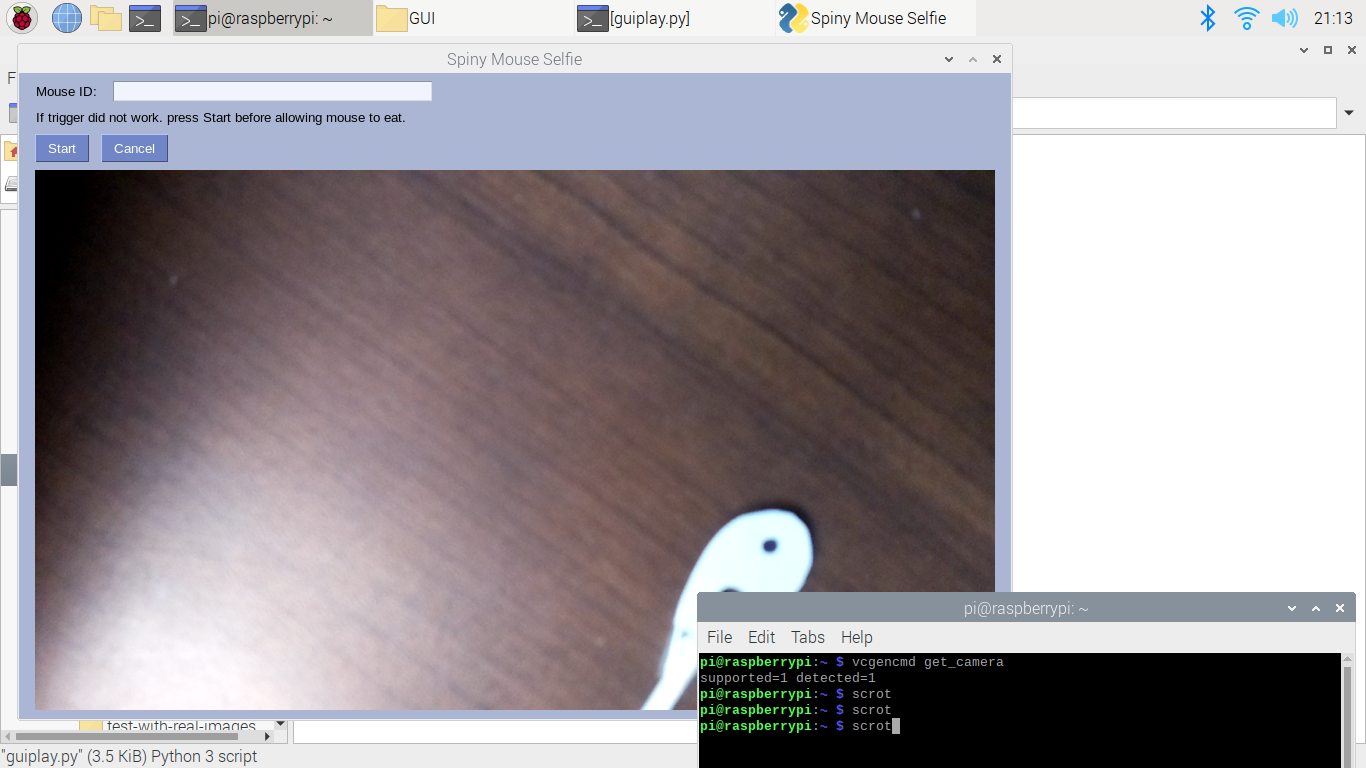 pi@raspberrypi: ~
GUI
[guiplay.py]
Spiny Mouse Selfie
21:13
Spiny Mouse Selfie
F
Mouse ID:
If trigger did not work. press Start before allowing mouse to eat.
Start Cancel
pi@raspberrypi: ~
File Edit Tabs Help
pi@raspberrypi:~ $ vcgencmd get_camera
supported=1 detected=1
pi@raspberrypi:~ $ scrot
pi@raspberrypi:~ $ scrot
pi@raspberrypi:~ $ scrot
test-with-real-images
"guiplay.py" (3.5 KiB) Python 3 script